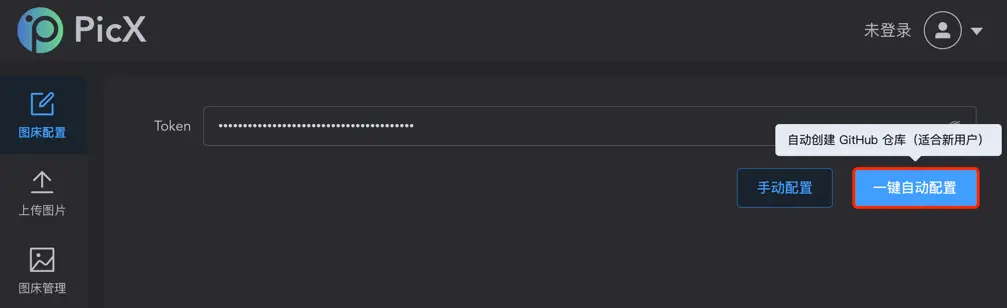 PicX
未登录
图床配置
Token
自动创建 GitHub 仓库（适合新用户）
手动配置
一键自动配置
上传图片
图床管理